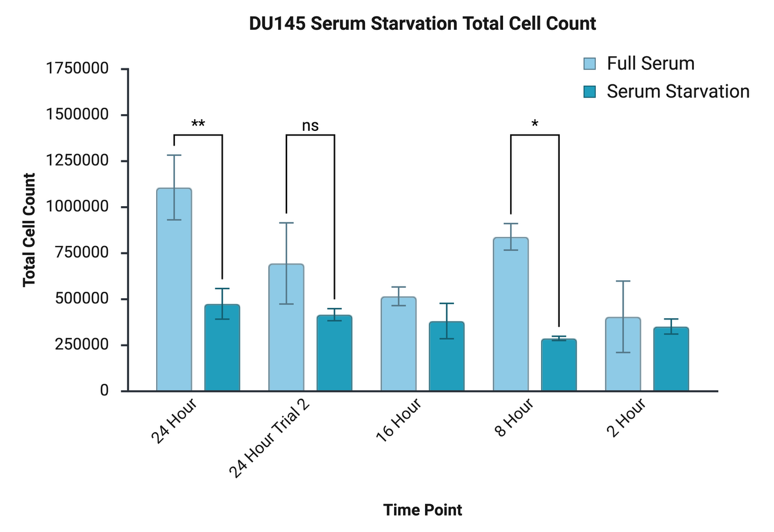 DU145 Serum Starvation Total Cell Count
Full Serum
Serum Starvation
1750000
1500000
1250000
1000000
750000
500000
250000
0
**
ns
*
Total Cell Count
24 Hour
24 Hour Trial 2
16 Hour
8 Hour
2 Hour
Time Point